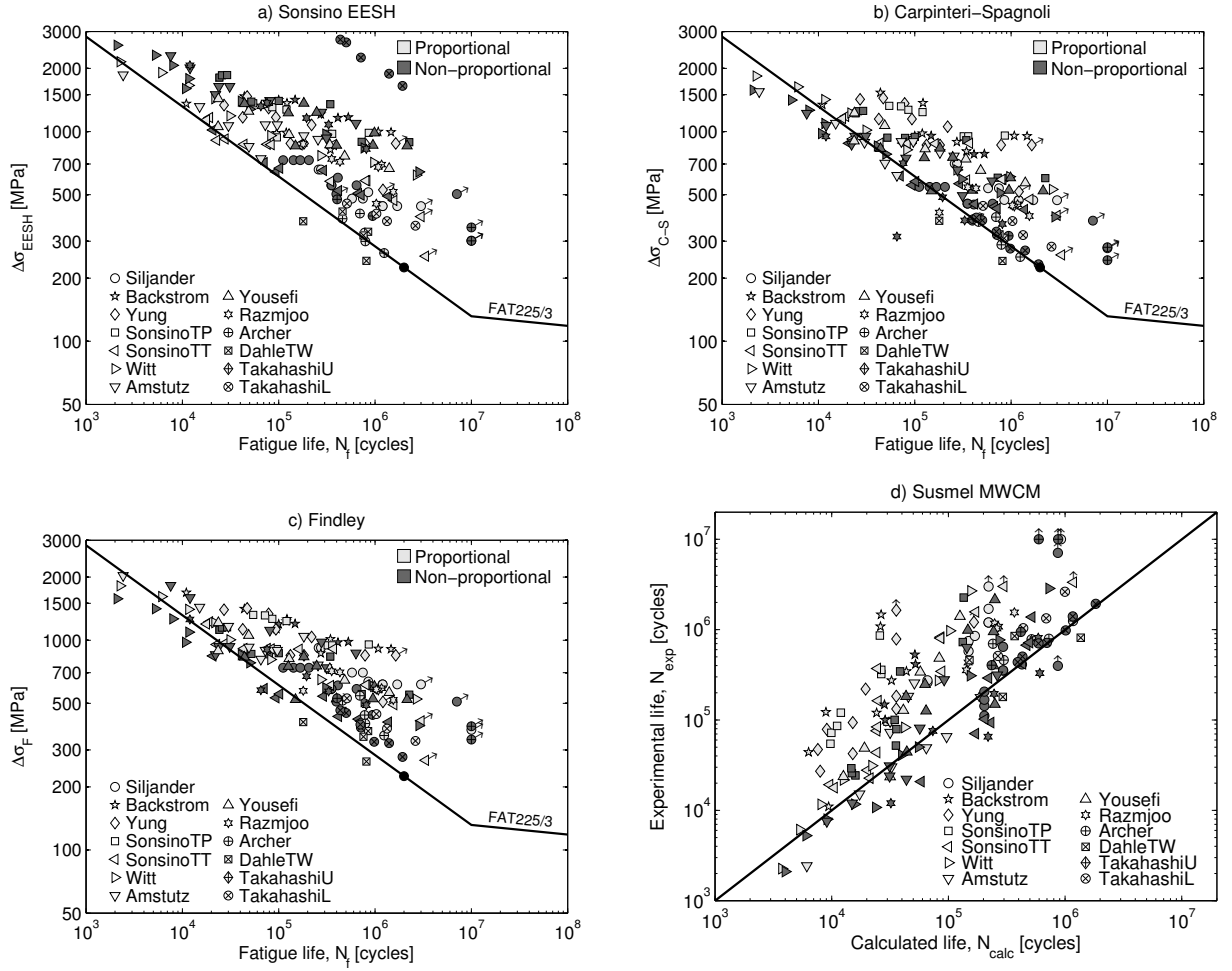 a) Sonsino EESH
Proportional
Non-proportional
3000
2000
1500
1000
700
500
300
200
100
50
Δσ_EESH [MPa]
FAT225/3
Siljander
Backstrom
Yung
SonsinoTP
SonsinoTT
Witt
Amstutz
Yousefi
Razmjoo
Archer
DahleTW
TakahashiU
TakahashiL
10^3 10^4 10^5 10^6 10^7 10^8
Fatigue life, N_f [cycles]
b) Carpinteri-Spagnoli
Proportional
Non-proportional
3000
2000
1500
1000
700
500
300
200
100
50
Δσ_C-S [MPa]
FAT225/3
Siljander
Backstrom
Yung
SonsinoTP
SonsinoTT
Witt
Amstutz
Yousefi
Razmjoo
Archer
DahleTW
TakahashiU
TakahashiL
10^3 10^4 10^5 10^6 10^7 10^8
Fatigue life, N_f [cycles]
c) Findley
Proportional
Non-proportional
3000
2000
1500
1000
700
500
300
200
100
50
Δσ_F [MPa]
FAT225/3
Siljander
Backstrom
Yung
SonsinoTP
SonsinoTT
Witt
Amstutz
Yousefi
Razmjoo
Archer
DahleTW
TakahashiU
TakahashiL
10^3 10^4 10^5 10^6 10^7 10^8
Fatigue life, N_f [cycles]
d) Susmel MWCM
10^7
10^6
10^5
10^4
10^3
Experimental life, N_exp [cycles]
Siljander
Backstrom
Yung
SonsinoTP
SonsinoTT
Witt
Amstutz
Yousefi
Razmjoo
Archer
DahleTW
TakahashiU
TakahashiL
10^3 10^4 10^5 10^6 10^7
Calculated life, N_calc [cycles]